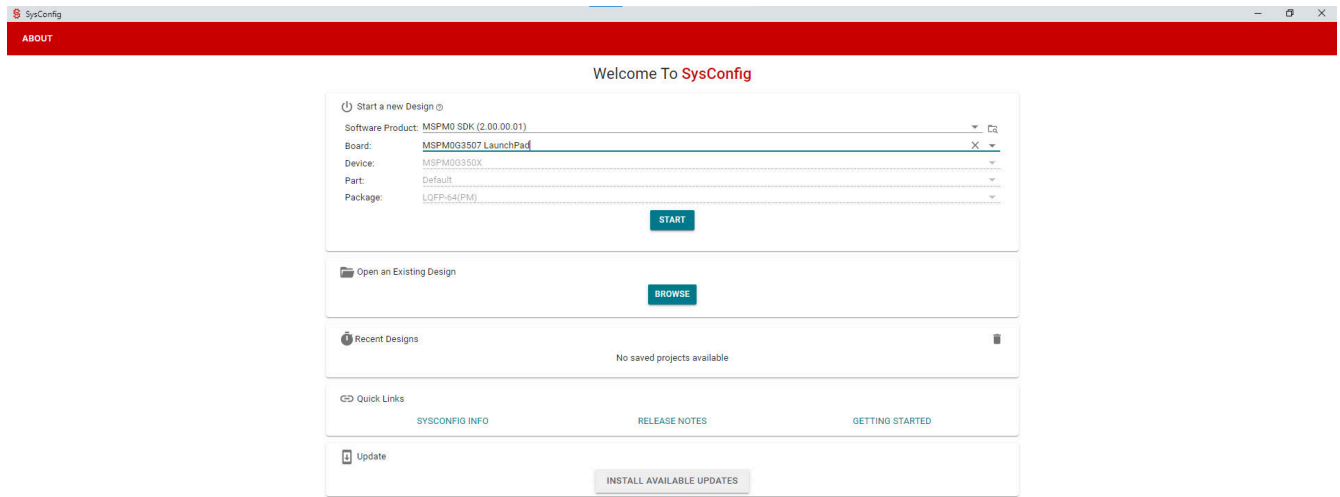 SysConfig
ABOUT
Welcome To SysConfig
Start a new Design
Software Product: MSPM0 SDK (2.00.00.01)
Board: MSPM0G3507 LaunchPad
Device: MSPM0G350X
Part: Default
Package: LQFP-64(PM)
START
Open an Existing Design
BROWSE
Recent Designs
No saved projects available
Quick Links
SYSCONFIG INFO RELEASE NOTES GETTING STARTED
Update
INSTALL AVAILABLE UPDATES